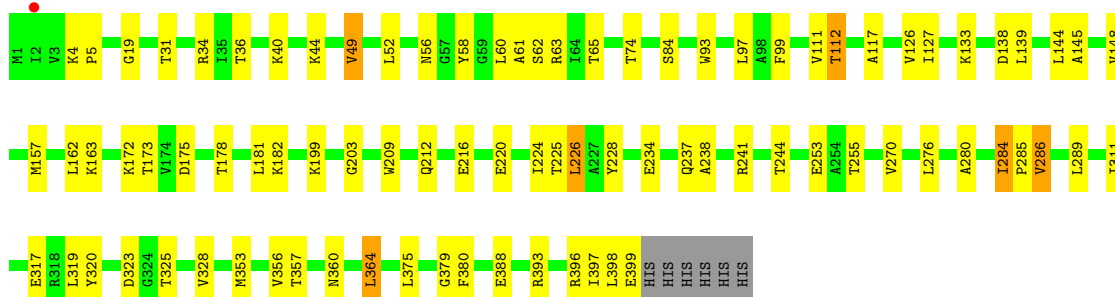 M1 I2 V3 K4 P5 G19 T31 R34 I35 T36 K40 K44 V49 L52 N56 G57 Y58 G59 L60 A61 S62 R63 I64 T65 T74 S84 W93 L97 A98 F99 V111 T112 A117 V126 I127 K133 D138 L139 L144 A145 V148
M157 L162 K163 K172 T173 V174 D175 T178 L181 K182 K199 G203 W209 Q212 E216 E220 I224 T225 L226 A227 Y228 E234 Q237 A238 R241 T244 E253 A254 T255 V270 L276 A280 I284 P285 V286 L289
E317 R318 L319 Y320 D323 G324 T325 V328 M353 V356 T357 N360 L364 L375 G379 F380 E388 R393 R396 I397 L398 E399 HIS HIS HIS HIS HIS HIS